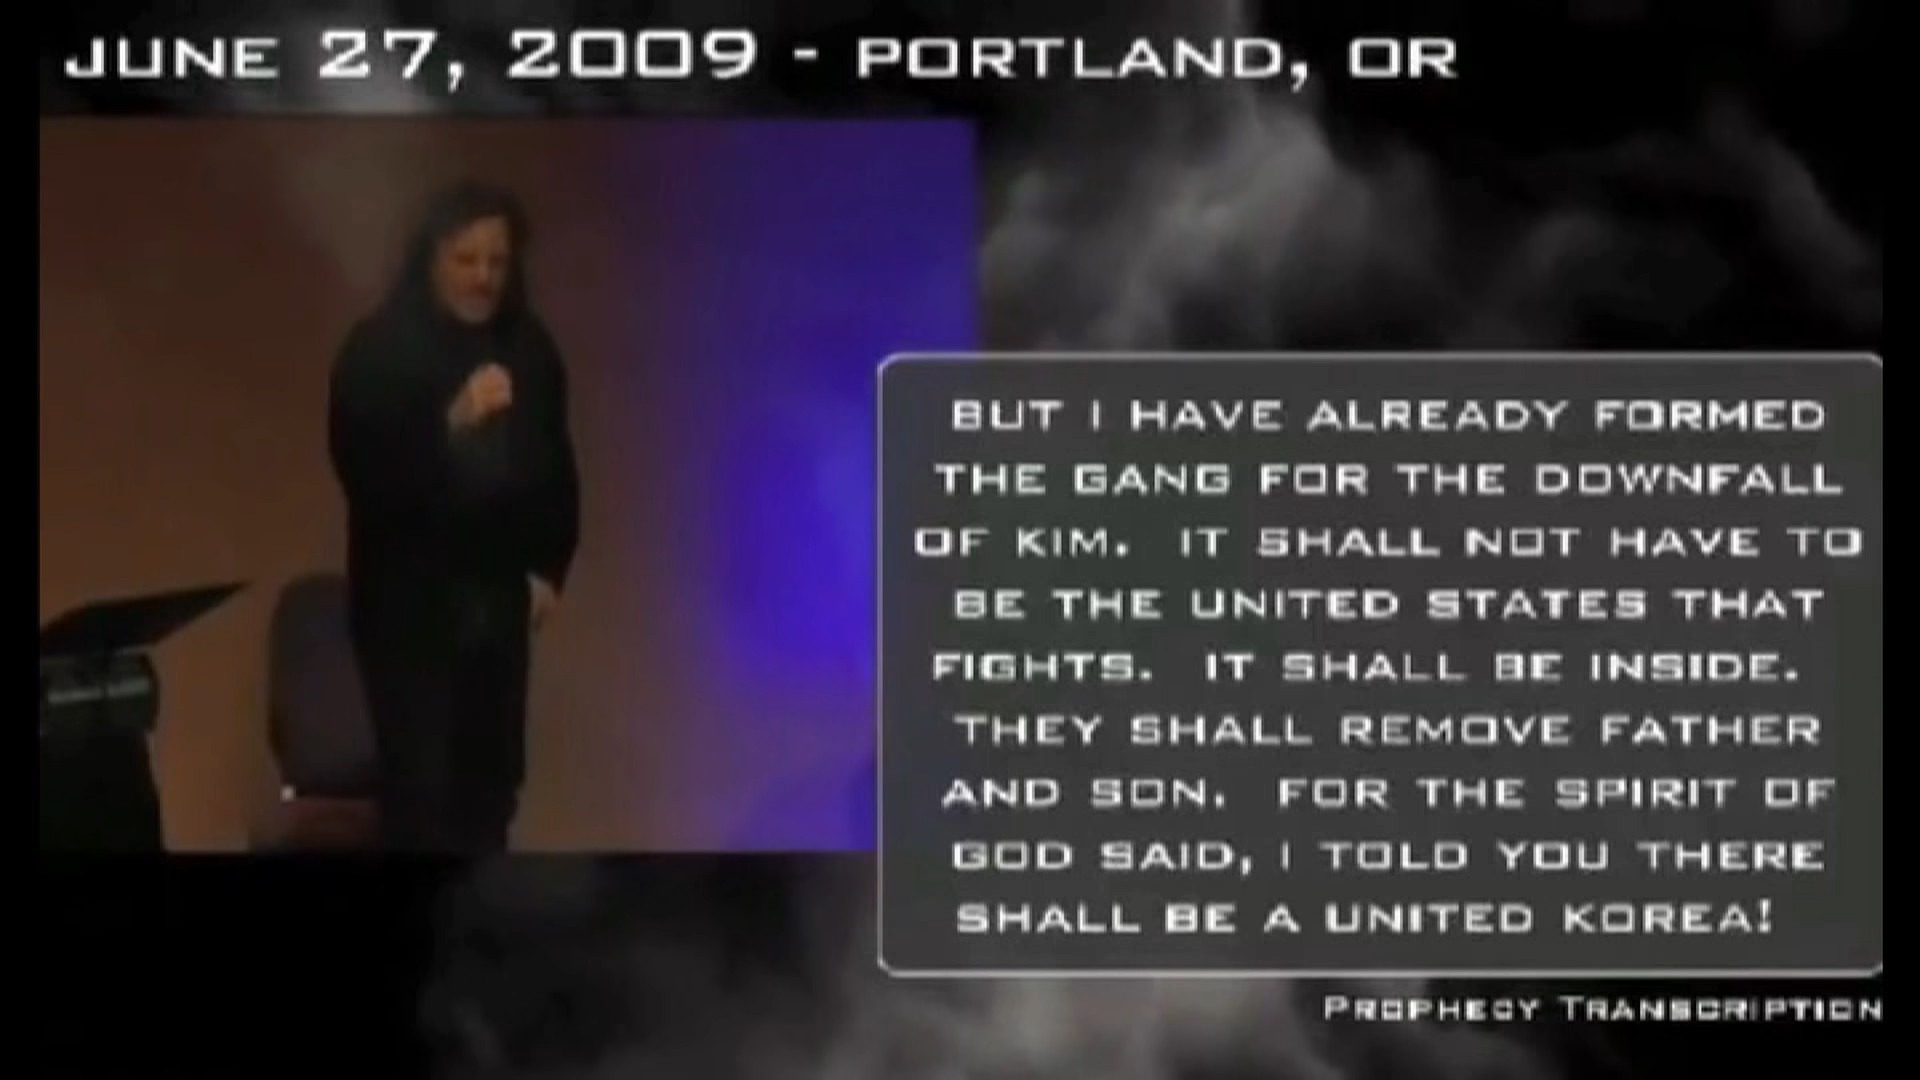 JUNE 27, 2009 - PORTLAND, OR
BUT I HAVE ALREADY FORMED
THE GANG FOR THE DOWNFALL
OF KIM. IT SHALL NOT HAVE TO
BE THE UNITED STATES THAT
FIGHTS. IT SHALL BE INSIDE.
THEY SHALL REMOVE FATHER
AND SON. FOR THE SPIRIT OF
GOD SAID, I TOLD YOU THERE
SHALL BE A UNITED KOREA!
PROPHECY TRANSCRIPTION